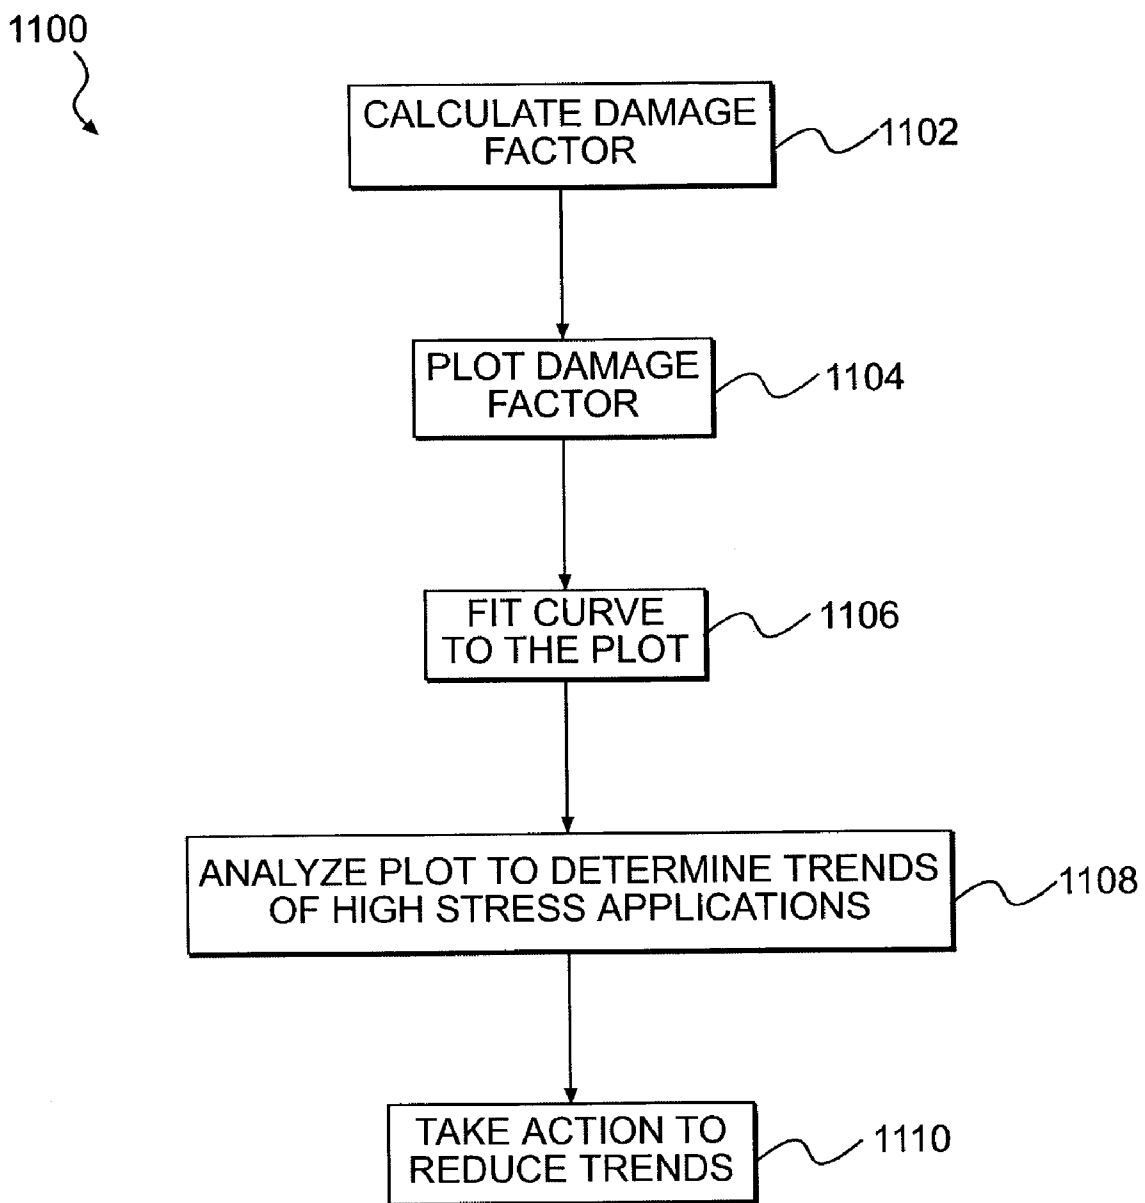 1100
CALCULATE DAMAGE
FACTOR
1102
PLOT DAMAGE
FACTOR
1104
FIT CURVE
TO THE PLOT
1106
ANALYZE PLOT TO DETERMINE TRENDS
OF HIGH STRESS APPLICATIONS
1108
TAKE ACTION TO
REDUCE TRENDS
1110